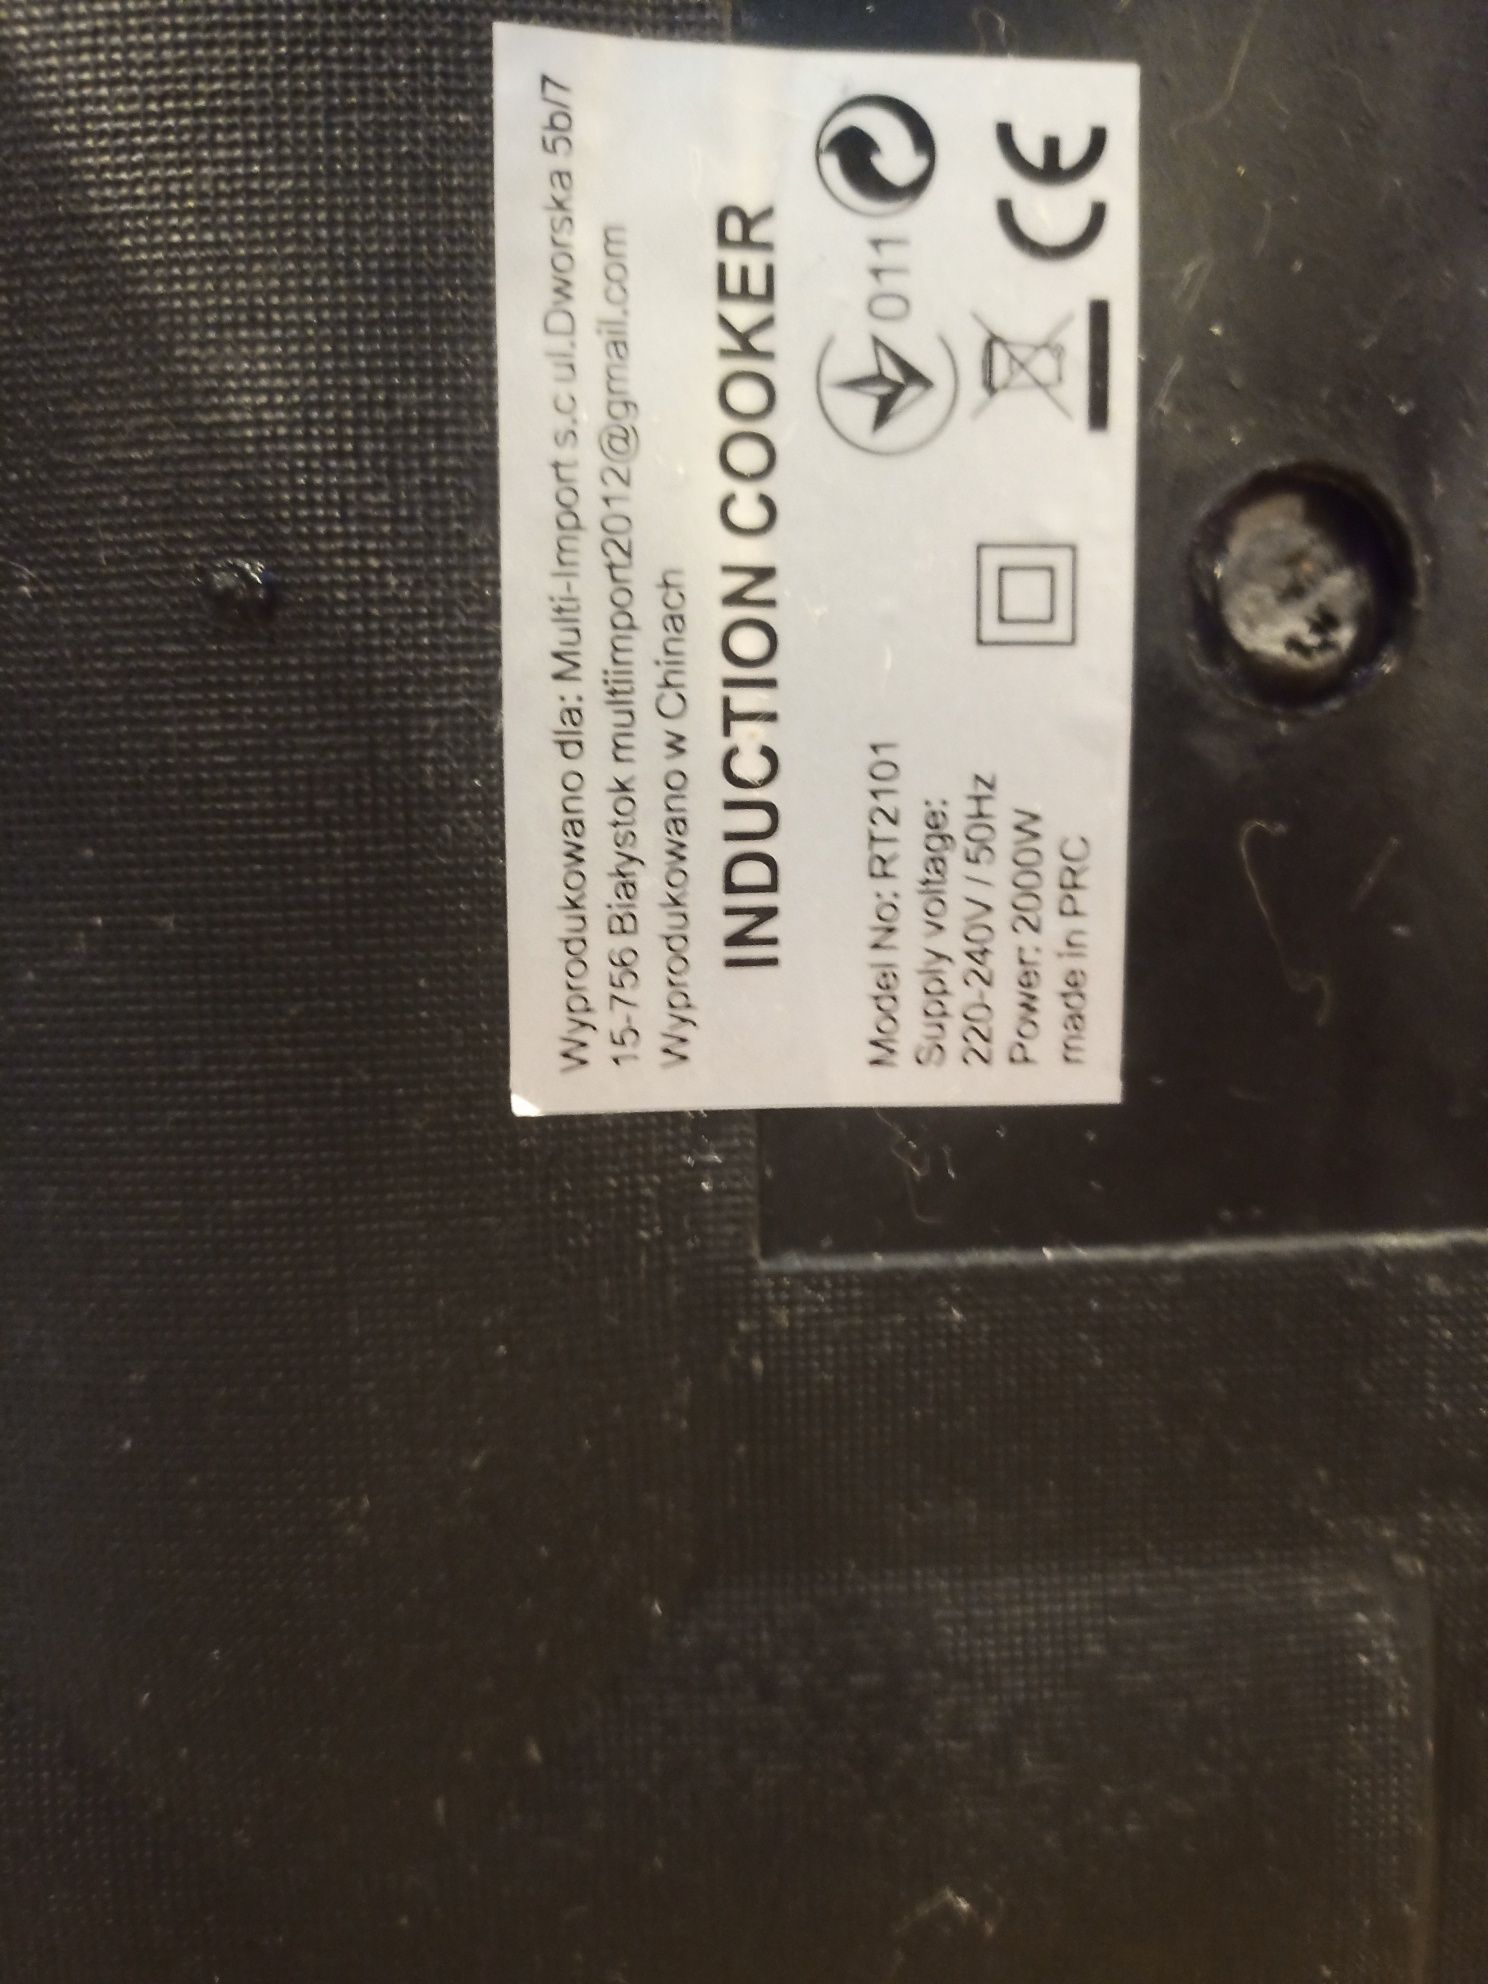 Wyprodukowano dla: Multi-Import s.c ul.Dworska 5b/7
15-756 Białystok multiimport2012@gmail.com
Wyprodukowano w Chinach
INDUCTION COOKER
Model No: RT2101
Supply voltage:
220-240V / 50Hz
Power: 2000W
made in PRC
011
CE